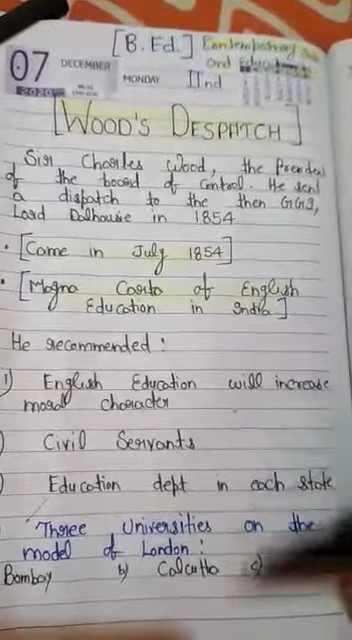 [B.Ed.] Contemporary
and Education
07 DECEMBER
2020
MONDAY IInd
[WOOD'S DESPATCH]
Sir Charles Wood, the President
of the board of control. He sent
a dispatch to the then GGI,
Lord Dalhousie in 1854
• [Came in July 1854]
• [Magna Carta of English
Education in India]
He recommended:
1) English Education will increase
moral character
) Civil Servants
) Education dept in each state
Three Universities on the
model of London:
Bombay b) Calcutta c)